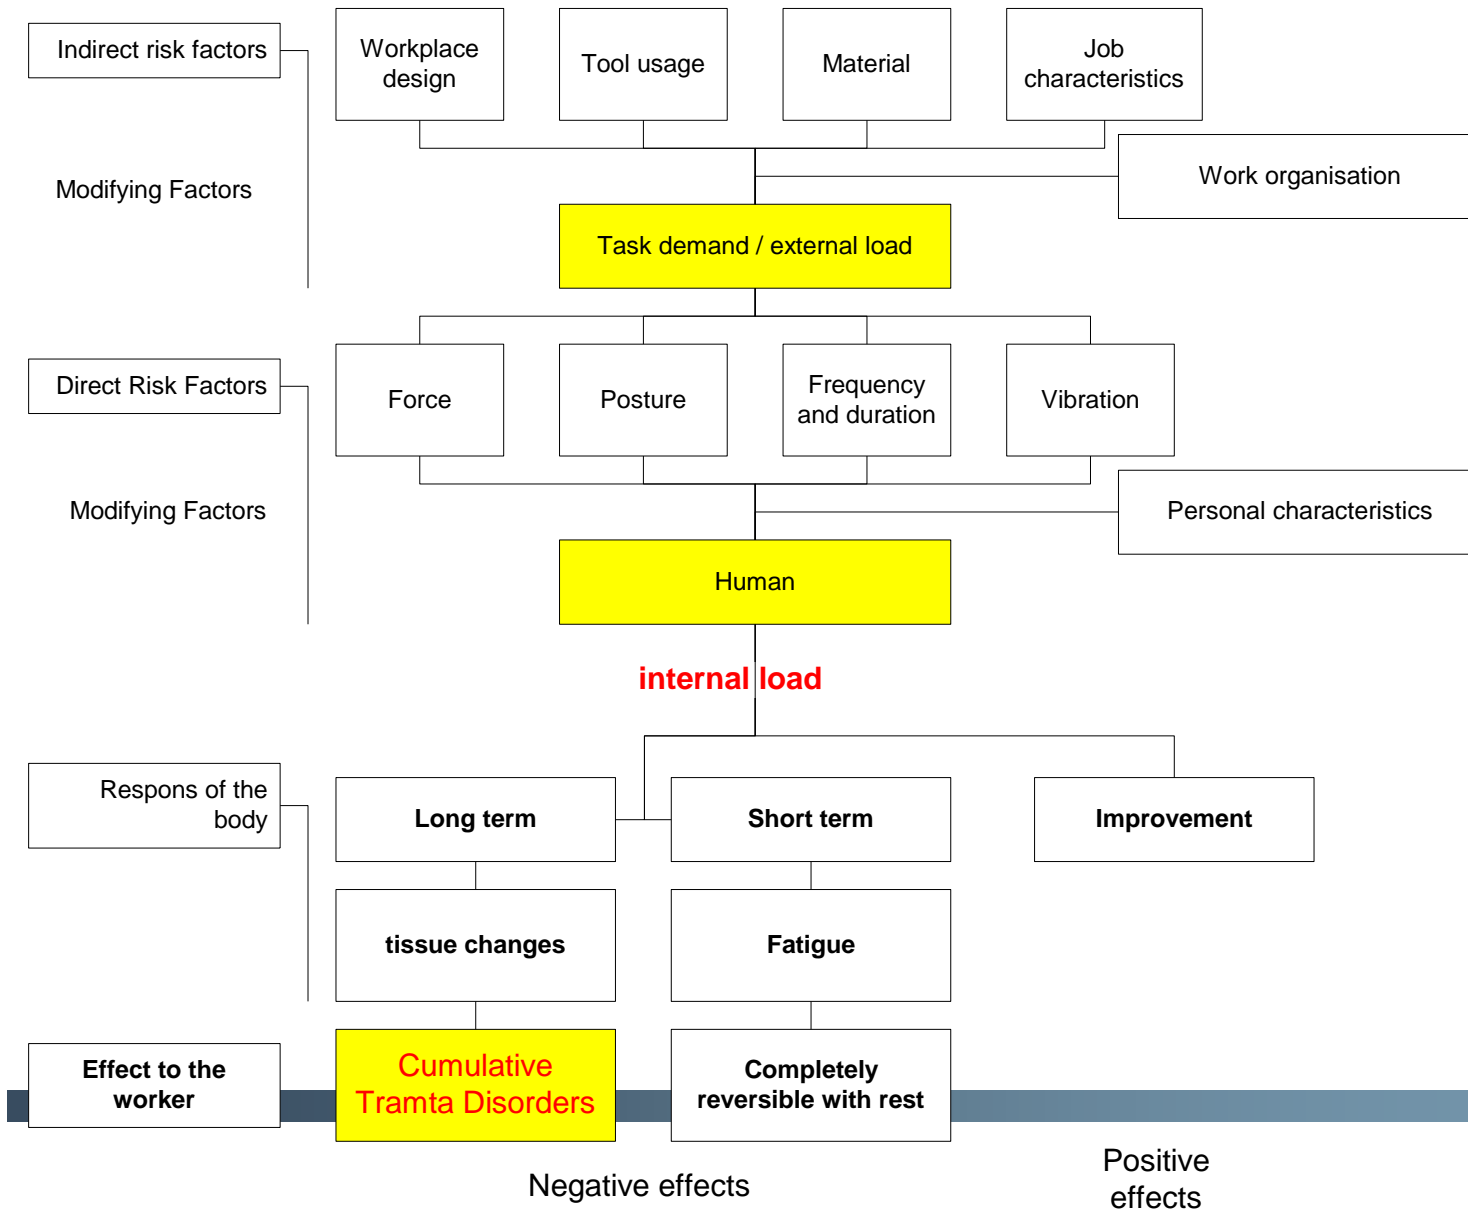 Indirect risk factors
Workplace
design
Tool usage
Material
Job
characteristics
Modifying Factors
Work organisation
Task demand / external load
Direct Risk Factors
Force
Posture
Frequency
and duration
Vibration
Modifying Factors
Personal characteristics
Human
internal load
Respons of the
body
Long term
Short term
Improvement
tissue changes
Fatigue
Effect to the
worker
Cumulative
Tramta Disorders
Completely
reversible with rest
Negative effects
Positive
effects